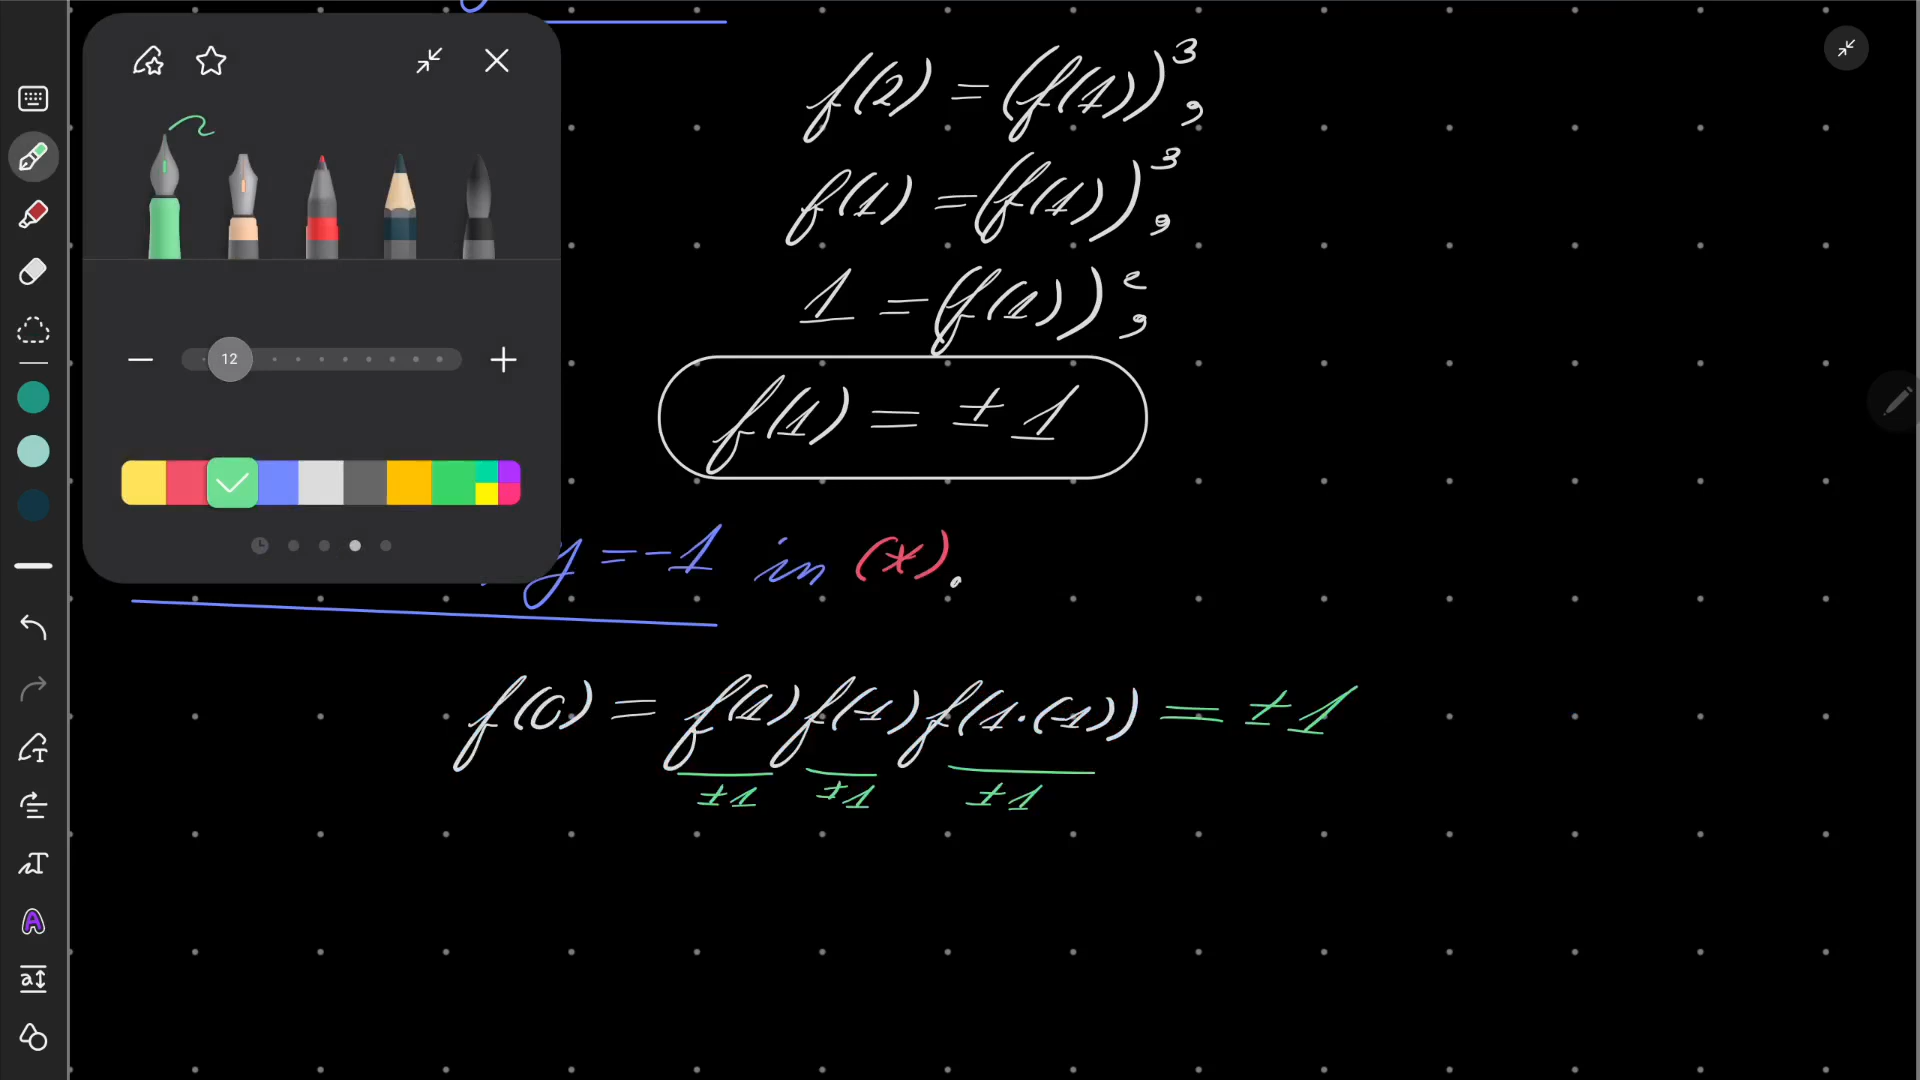 f(2) = (f(1))³,
f(1) = (f(1))³,
1 = (f(1))²,
12
f(1) = ±1
y = -1 in (*).
f(0) = f(1)f(-1)f(1·(-1)) = ±1
±1 ±1 ±1